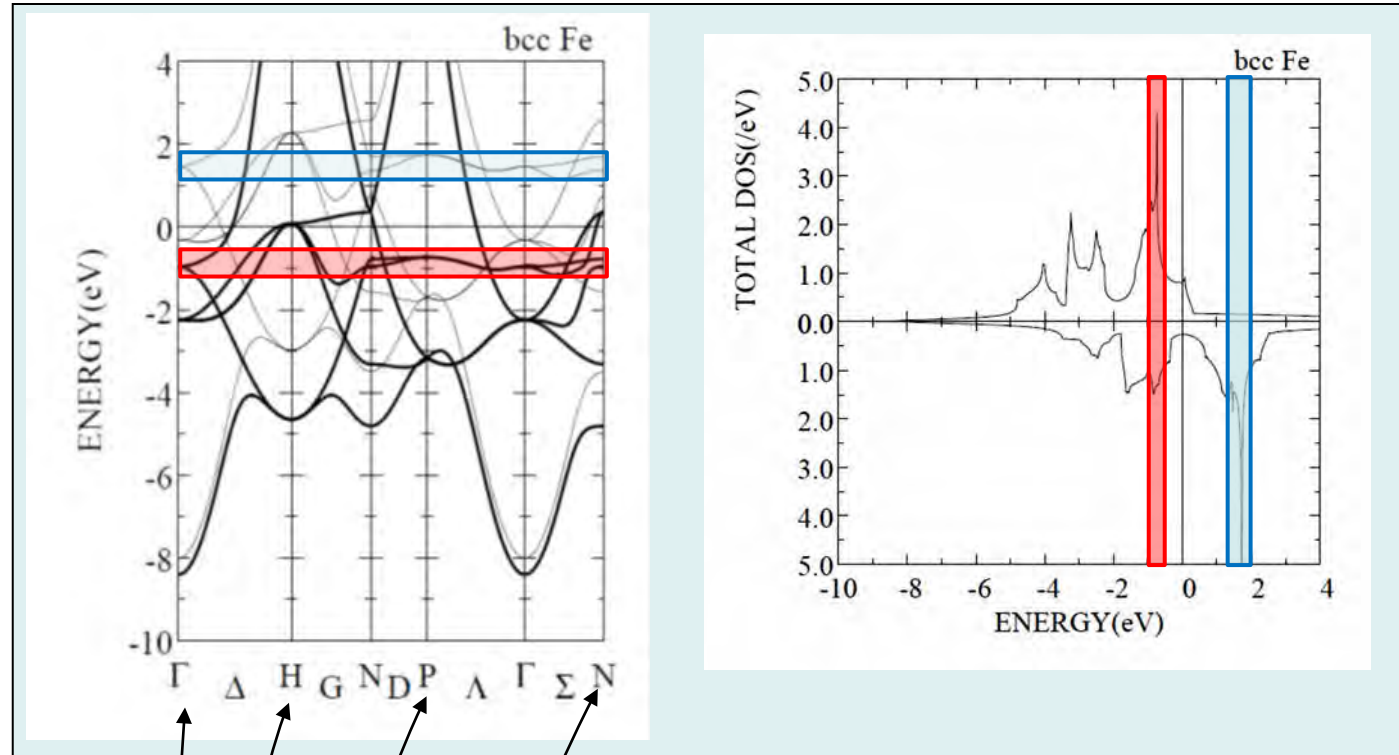 bcc Fe
4
2
0
-2
-4
-6
-8
-10
ENERGY(eV)
Γ Δ H G N D P Λ Γ Σ N
bcc Fe
5.0
4.0
3.0
2.0
1.0
0.0
1.0
2.0
3.0
4.0
5.0
TOTAL DOS(/eV)
-10 -8 -6 -4 -2 0 2 4
ENERGY(eV)